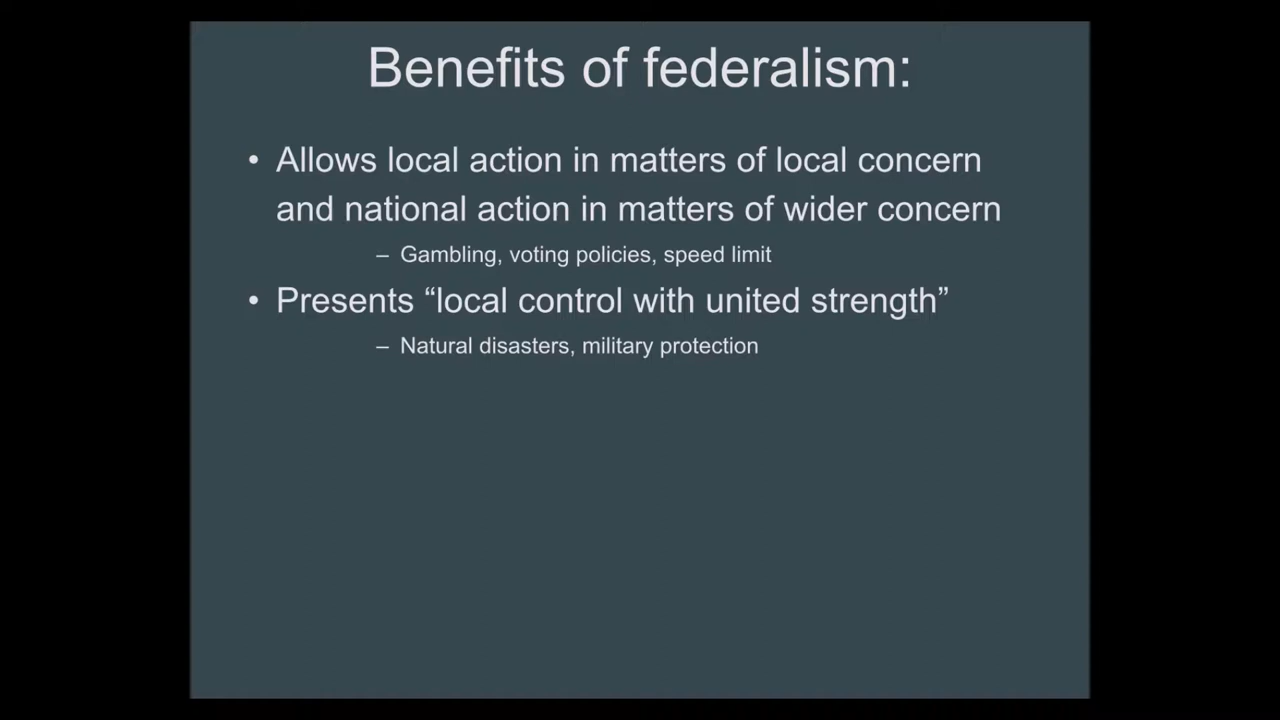 Benefits of federalism:
• Allows local action in matters of local concern
and national action in matters of wider concern
– Gambling, voting policies, speed limit
• Presents “local control with united strength”
– Natural disasters, military protection